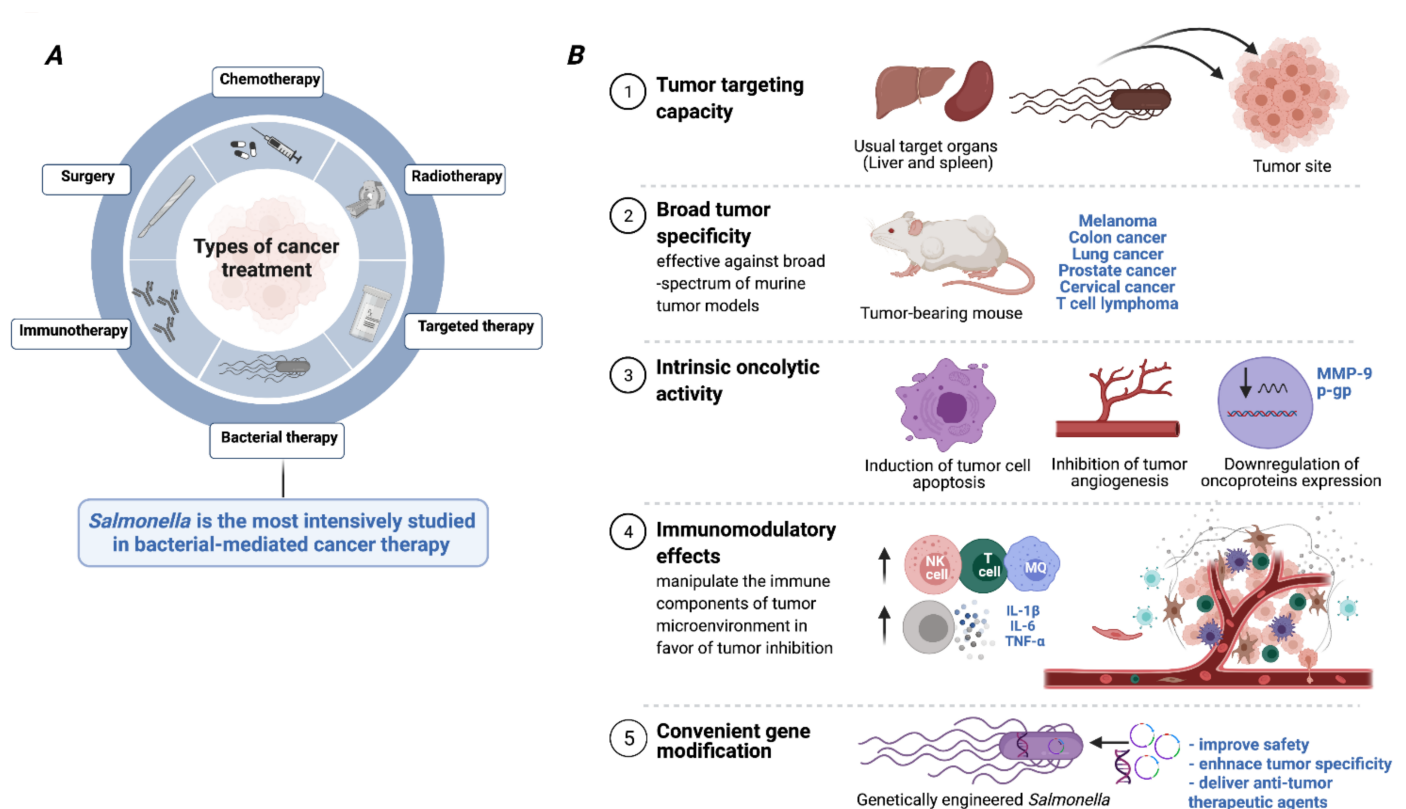 A
Chemotherapy
Surgery
Radiotherapy
Types of cancer
treatment
Immunotherapy
Targeted therapy
Bacterial therapy
Salmonella is the most intensively studied
in bacterial-mediated cancer therapy
B
1
Tumor targeting
capacity
Usual target organs
(Liver and spleen)
Tumor site
2
Broad tumor
specificity
effective against broad
-spectrum of murine
tumor models
Tumor-bearing mouse
Melanoma
Colon cancer
Lung cancer
Prostate cancer
Cervical cancer
T cell lymphoma
3
Intrinsic oncolytic
activity
Induction of tumor cell
apoptosis
Inhibition of tumor
angiogenesis
MMP-9
p-gp
Downregulation of
oncoproteins expression
4
Immunomodulatory
effects
manipulate the immune
components of tumor
microenvironment in
favor of tumor inhibition
NK
cell
T
cell
MQ
IL-1β
IL-6
TNF-α
5
Convenient gene
modification
Genetically engineered Salmonella
- improve safety
- enhnace tumor specificity
- deliver anti-tumor
therapeutic agents